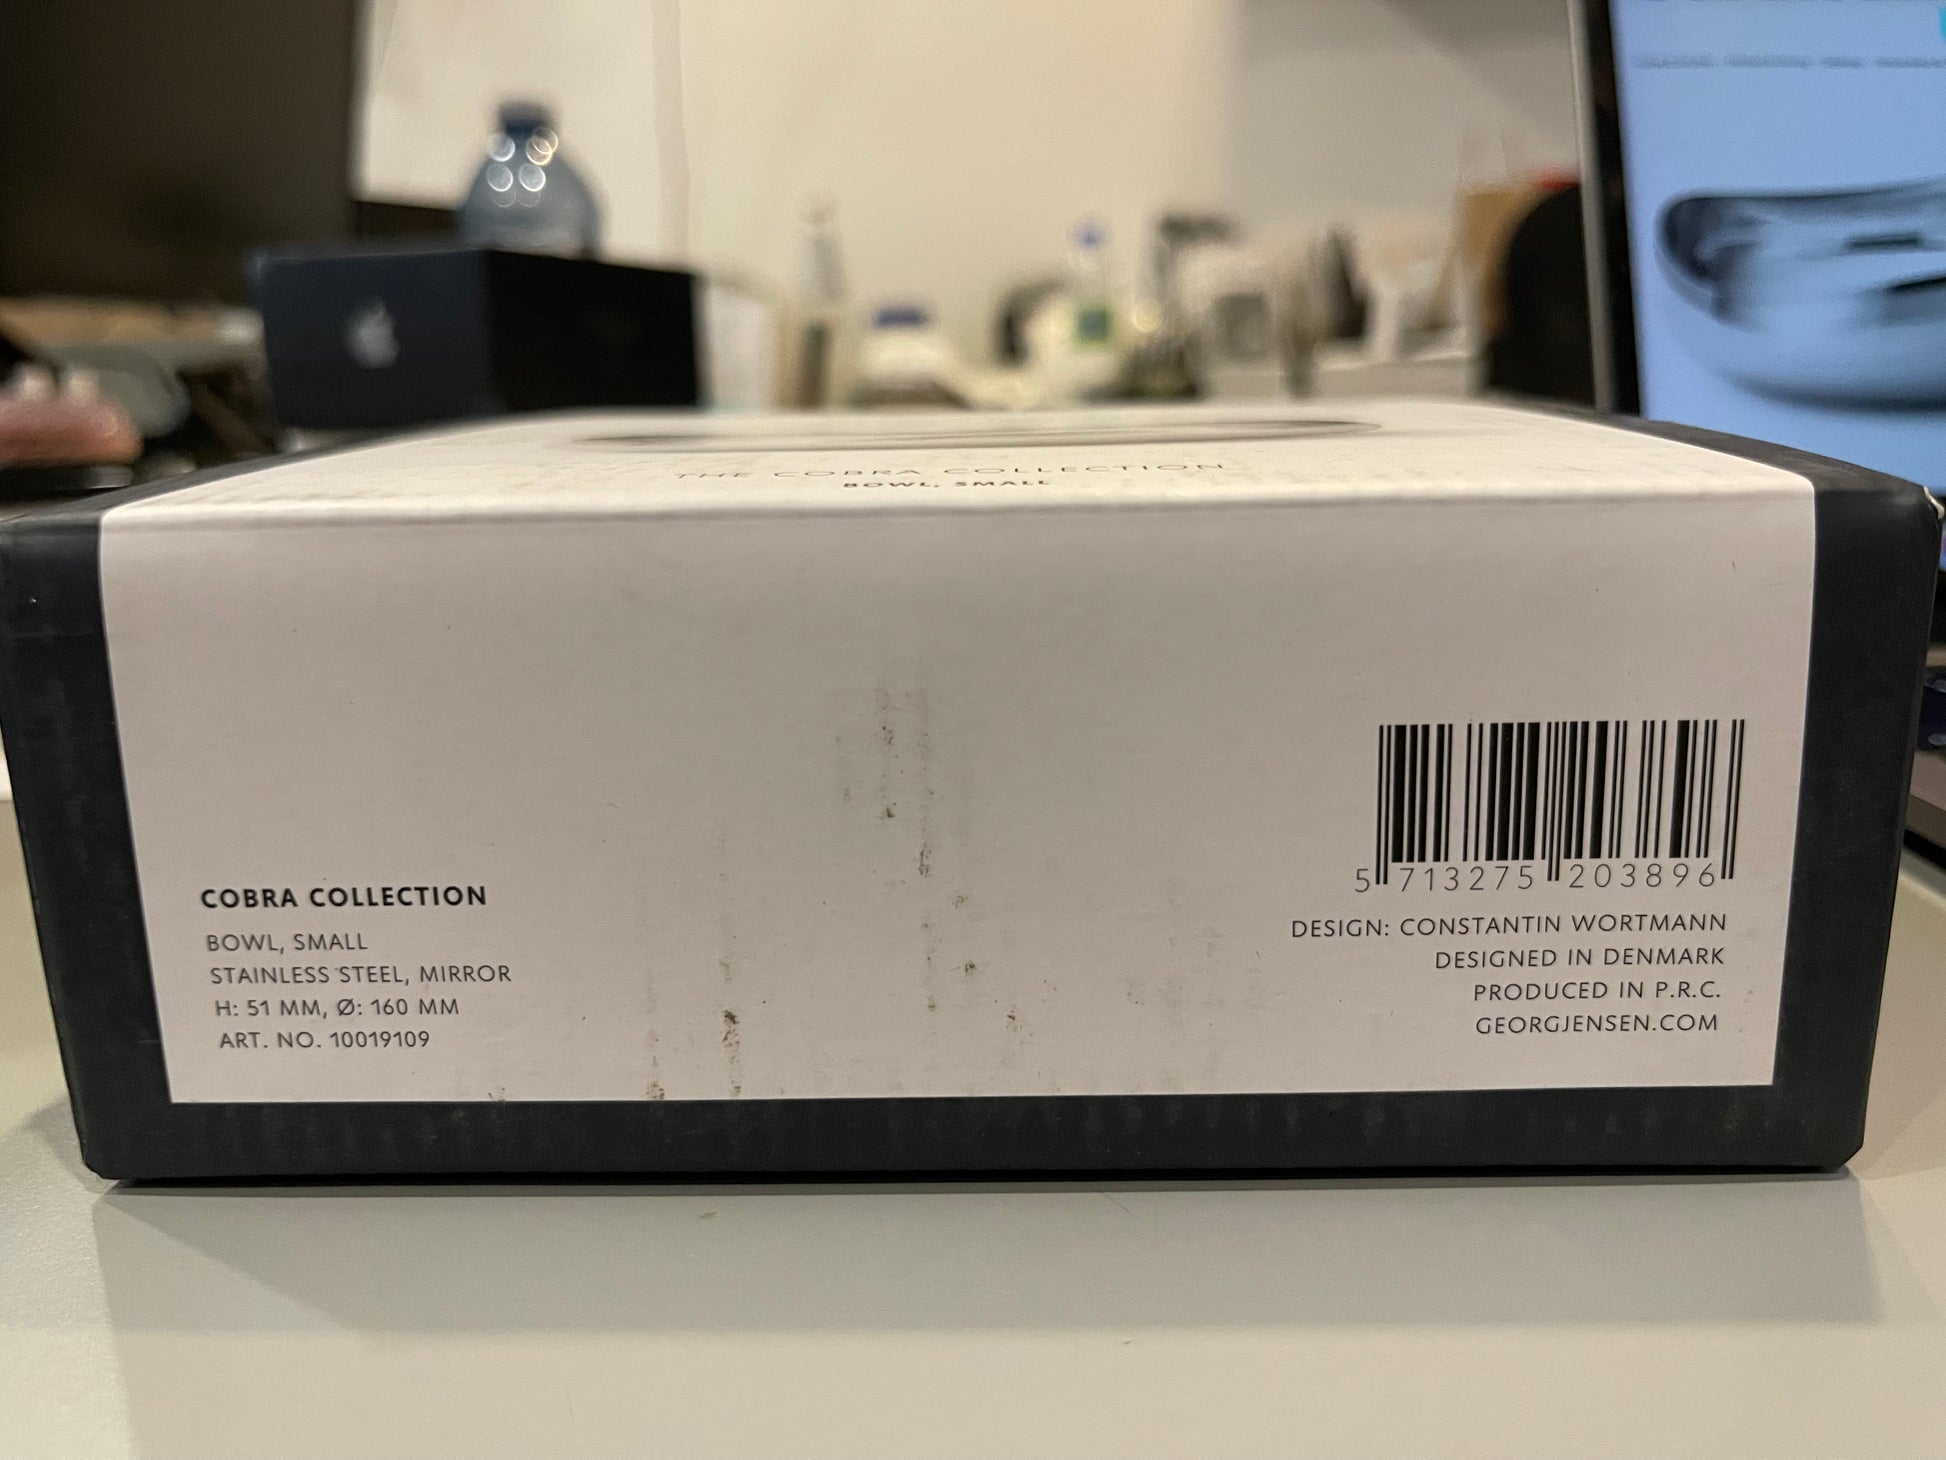 THE COBRA COLLECTION
BOWL, SMALL
COBRA COLLECTION
BOWL, SMALL
STAINLESS STEEL, MIRROR
H: 51 MM, Ø: 160 MM
ART. NO. 10019109
5 713275 203896
DESIGN: CONSTANTIN WORTMANN
DESIGNED IN DENMARK
PRODUCED IN P.R.C.
GEORGJENSEN.COM